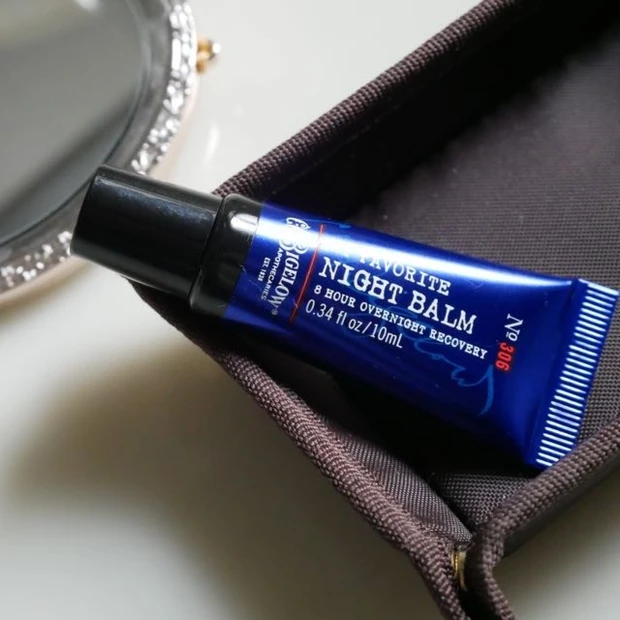 C.O. BIGELOW®
APOTHECARIES
EST. 1838
FAVORITE
NIGHT BALM
8 HOUR OVERNIGHT RECOVERY
0.34 fl oz/10mL
Nº 306